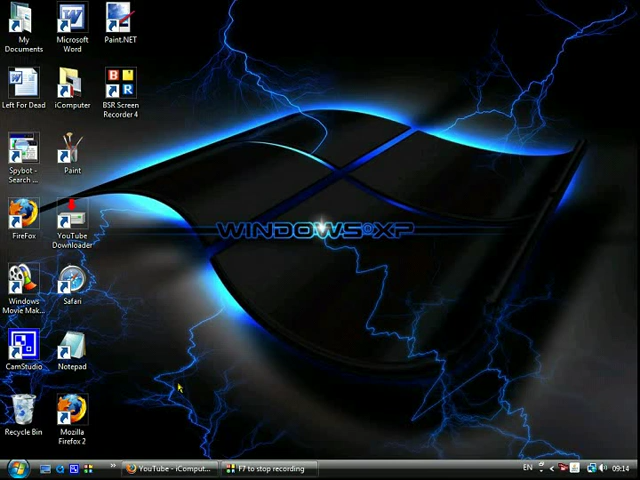 My
Documents
Microsoft
Word
Paint.NET
Left For Dead
iComputer
BSR Screen
Recorder 4
Spybot -
Search ...
Paint
FireFox
YouTube
Downloader
Windows
Movie Mak...
Safari
CamStudio
Notepad
Recycle Bin
Mozilla
Firefox 2
WINDOWS XP
YouTube - iComput...
F7 to stop recording
EN
09:14